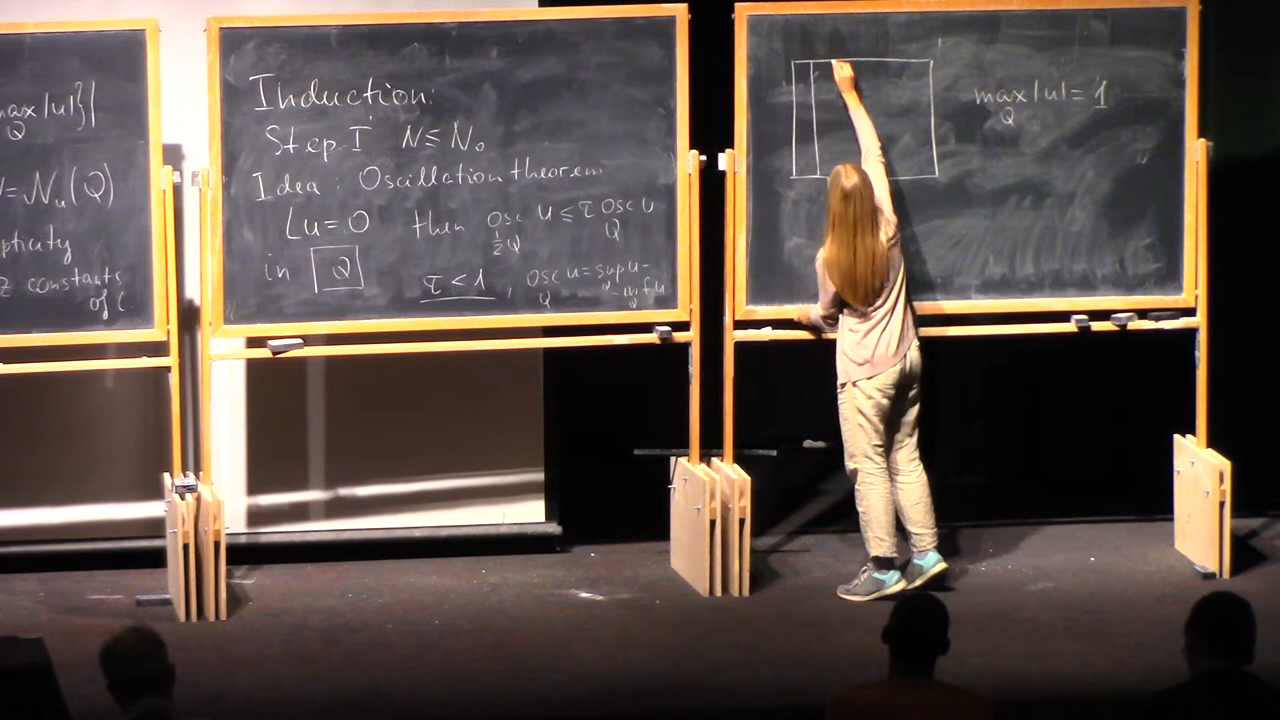 max |u|}|
Q
= N_u(Q)
pticity
z constants
of L
Induction:
Step I N ≤ N₀
Idea: Oscillation theorem
Lu=0 then osc u ≤ τ osc u
½Q Q
in Q τ < 1, osc u = sup u -
Q Q
- inf u
Q
max |u| = 1
Q